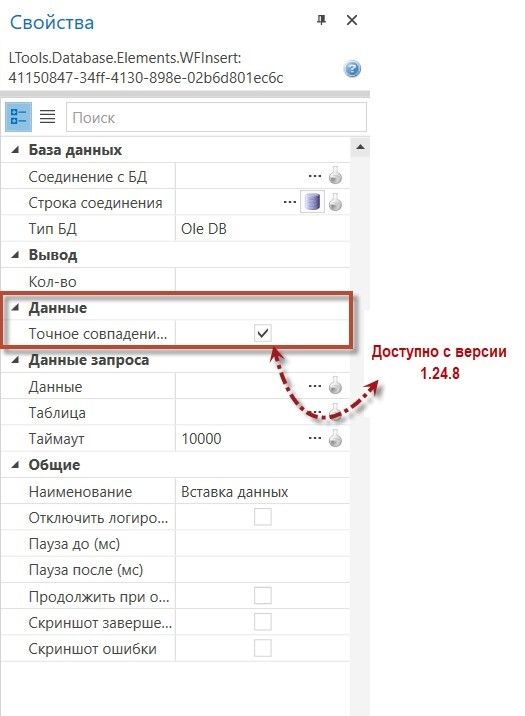 Свойства
LTools.Database.Elements.WFInsert:
41150847-34ff-4130-898e-02b6d801ec6c
Поиск
База данных
Соединение с БД
Строка соединения
Тип БД Ole DB
Вывод
Кол-во
Данные
Точное совпадени...
Доступно с версии
1.24.8
Данные запроса
Данные
Таблица
Таймаут 10000
Общие
Наименование Вставка данных
Отключить логиро...
Пауза до (мс)
Пауза после (мс)
Продолжить при о...
Скриншот заверше...
Скриншот ошибки